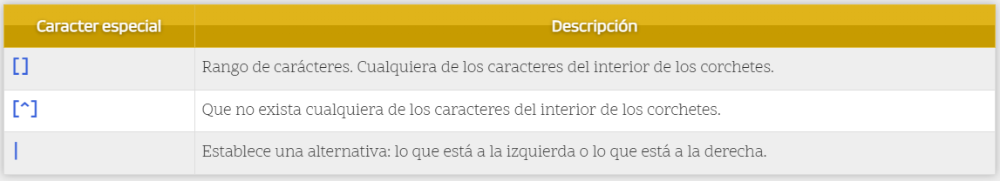 Caracter especial Descripción
[] Rango de carácteres. Cualquiera de los caracteres del interior de los corchetes.
[^] Que no exista cualquiera de los caracteres del interior de los corchetes.
| Establece una alternativa: lo que está a la izquierda o lo que está a la derecha.